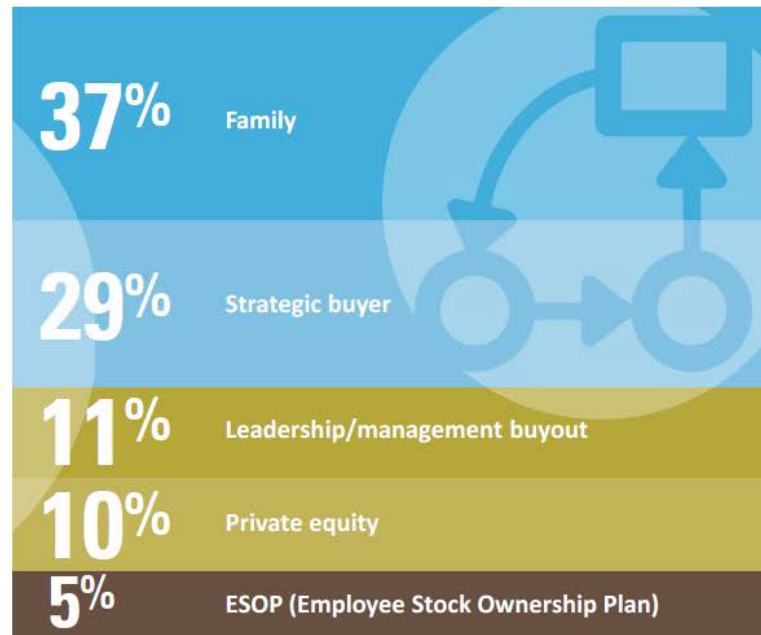 37% Family
29% Strategic buyer
11% Leadership/management buyout
10% Private equity
5% ESOP (Employee Stock Ownership Plan)